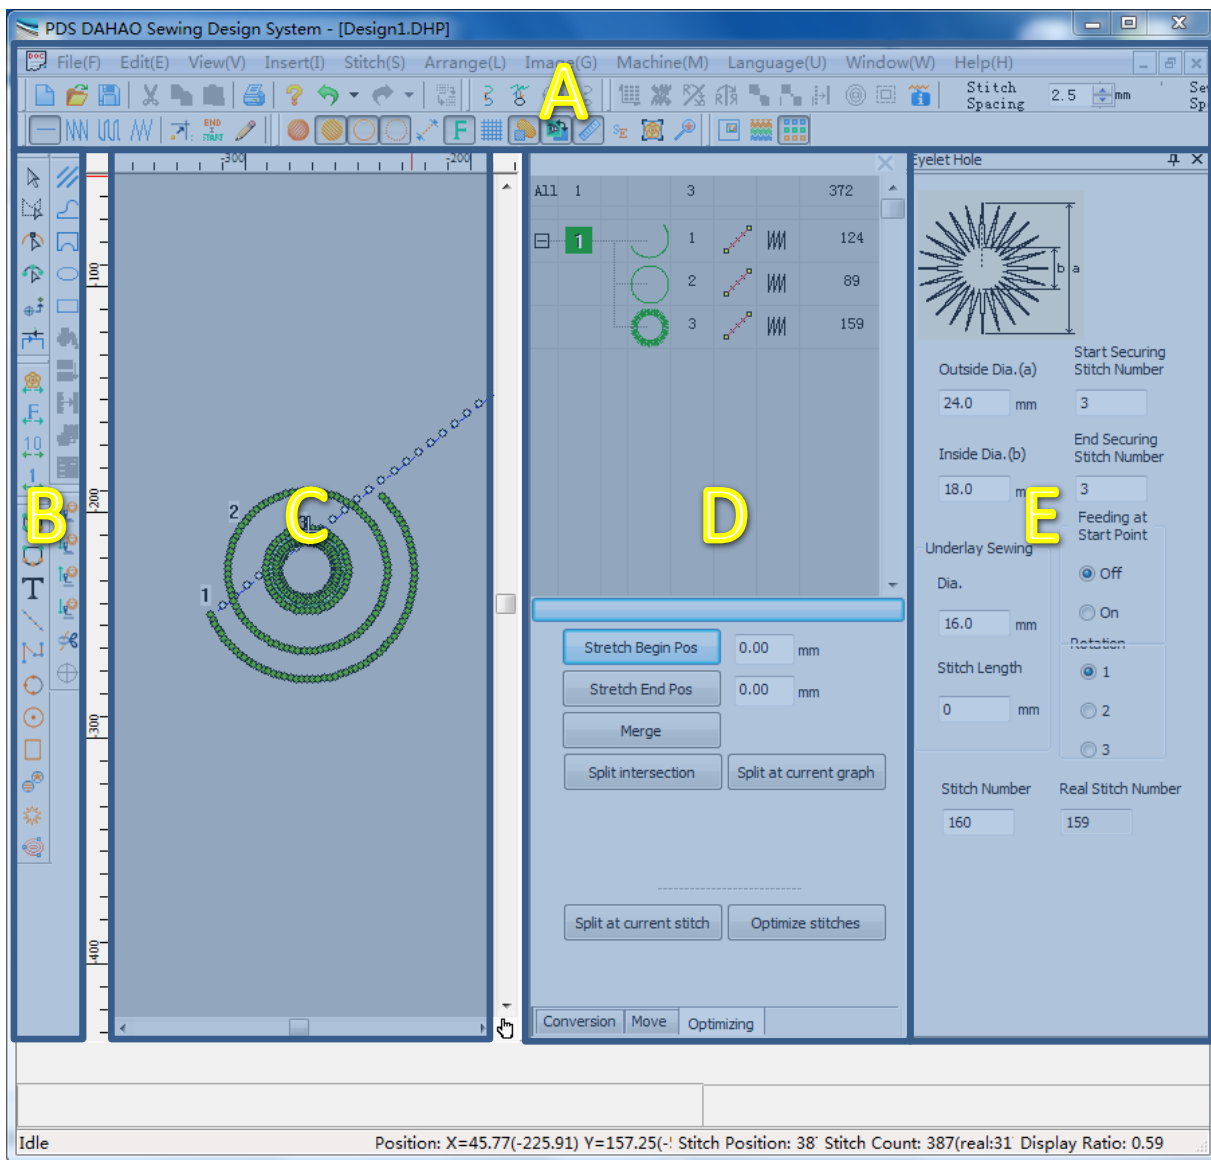 PDS DAHAO Sewing Design System - [Design1.DHP]
File(F) Edit(E) View(V) Insert(I) Stitch(S) Arrange(L) Image(G) Machine(M) Language(U) Window(W) Help(H)
A
Stitch Spacing 2.5 mm
END START
F SE
-300 -200
-100
-200
-300
-400
F
10
1
B
T
2
1
C
All 1 3 372
1 1 124
2 89
3 159
D
Stretch Begin Pos 0.00 mm
Stretch End Pos 0.00 mm
Merge
Split intersection Split at current graph
Split at current stitch Optimize stitches
Conversion Move Optimizing
Eyelet Hole
b a
Outside Dia.(a)
24.0 mm
Start Securing
Stitch Number
3
Inside Dia.(b)
18.0
End Securing
Stitch Number
3
E
Underlay Sewing
Dia.
16.0 mm
Stitch Length
0 mm
Feeding at
Start Point
Off
On
Rotation
1
2
3
Stitch Number Real Stitch Number
160 159
Idle Position: X=45.77(-225.91) Y=157.25(- Stitch Position: 38 Stitch Count: 387(real:31 Display Ratio: 0.59